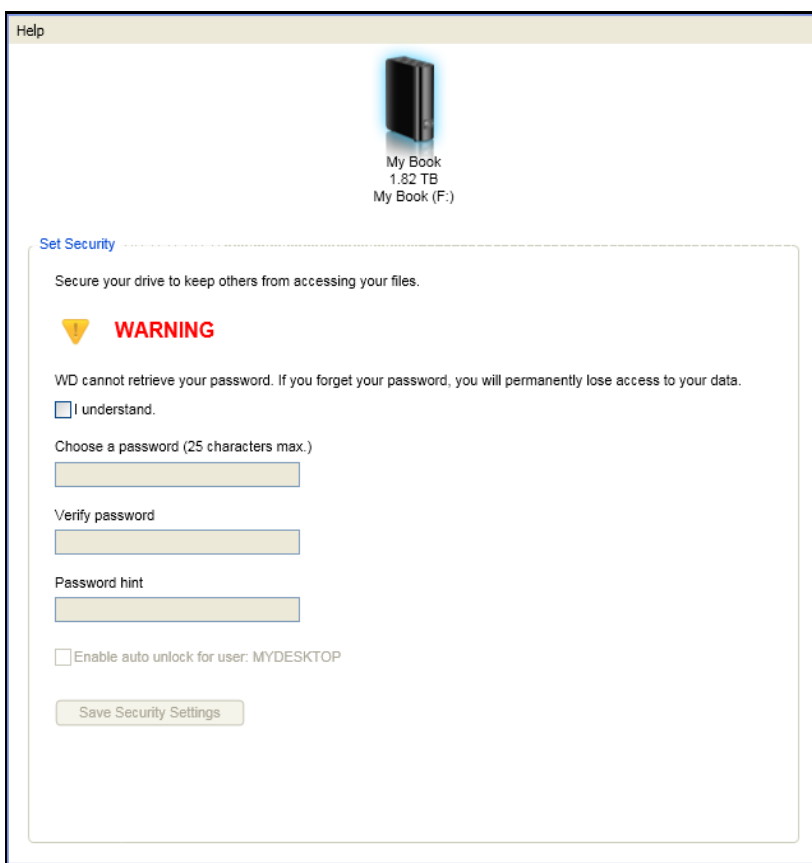 Help
My Book
1.82 TB
My Book (F:)
Set Security
Secure your drive to keep others from accessing your files.
WARNING
WD cannot retrieve your password. If you forget your password, you will permanently lose access to your data.
I understand.
Choose a password (25 characters max.)
Verify password
Password hint
Enable auto unlock for user: MYDESKTOP
Save Security Settings